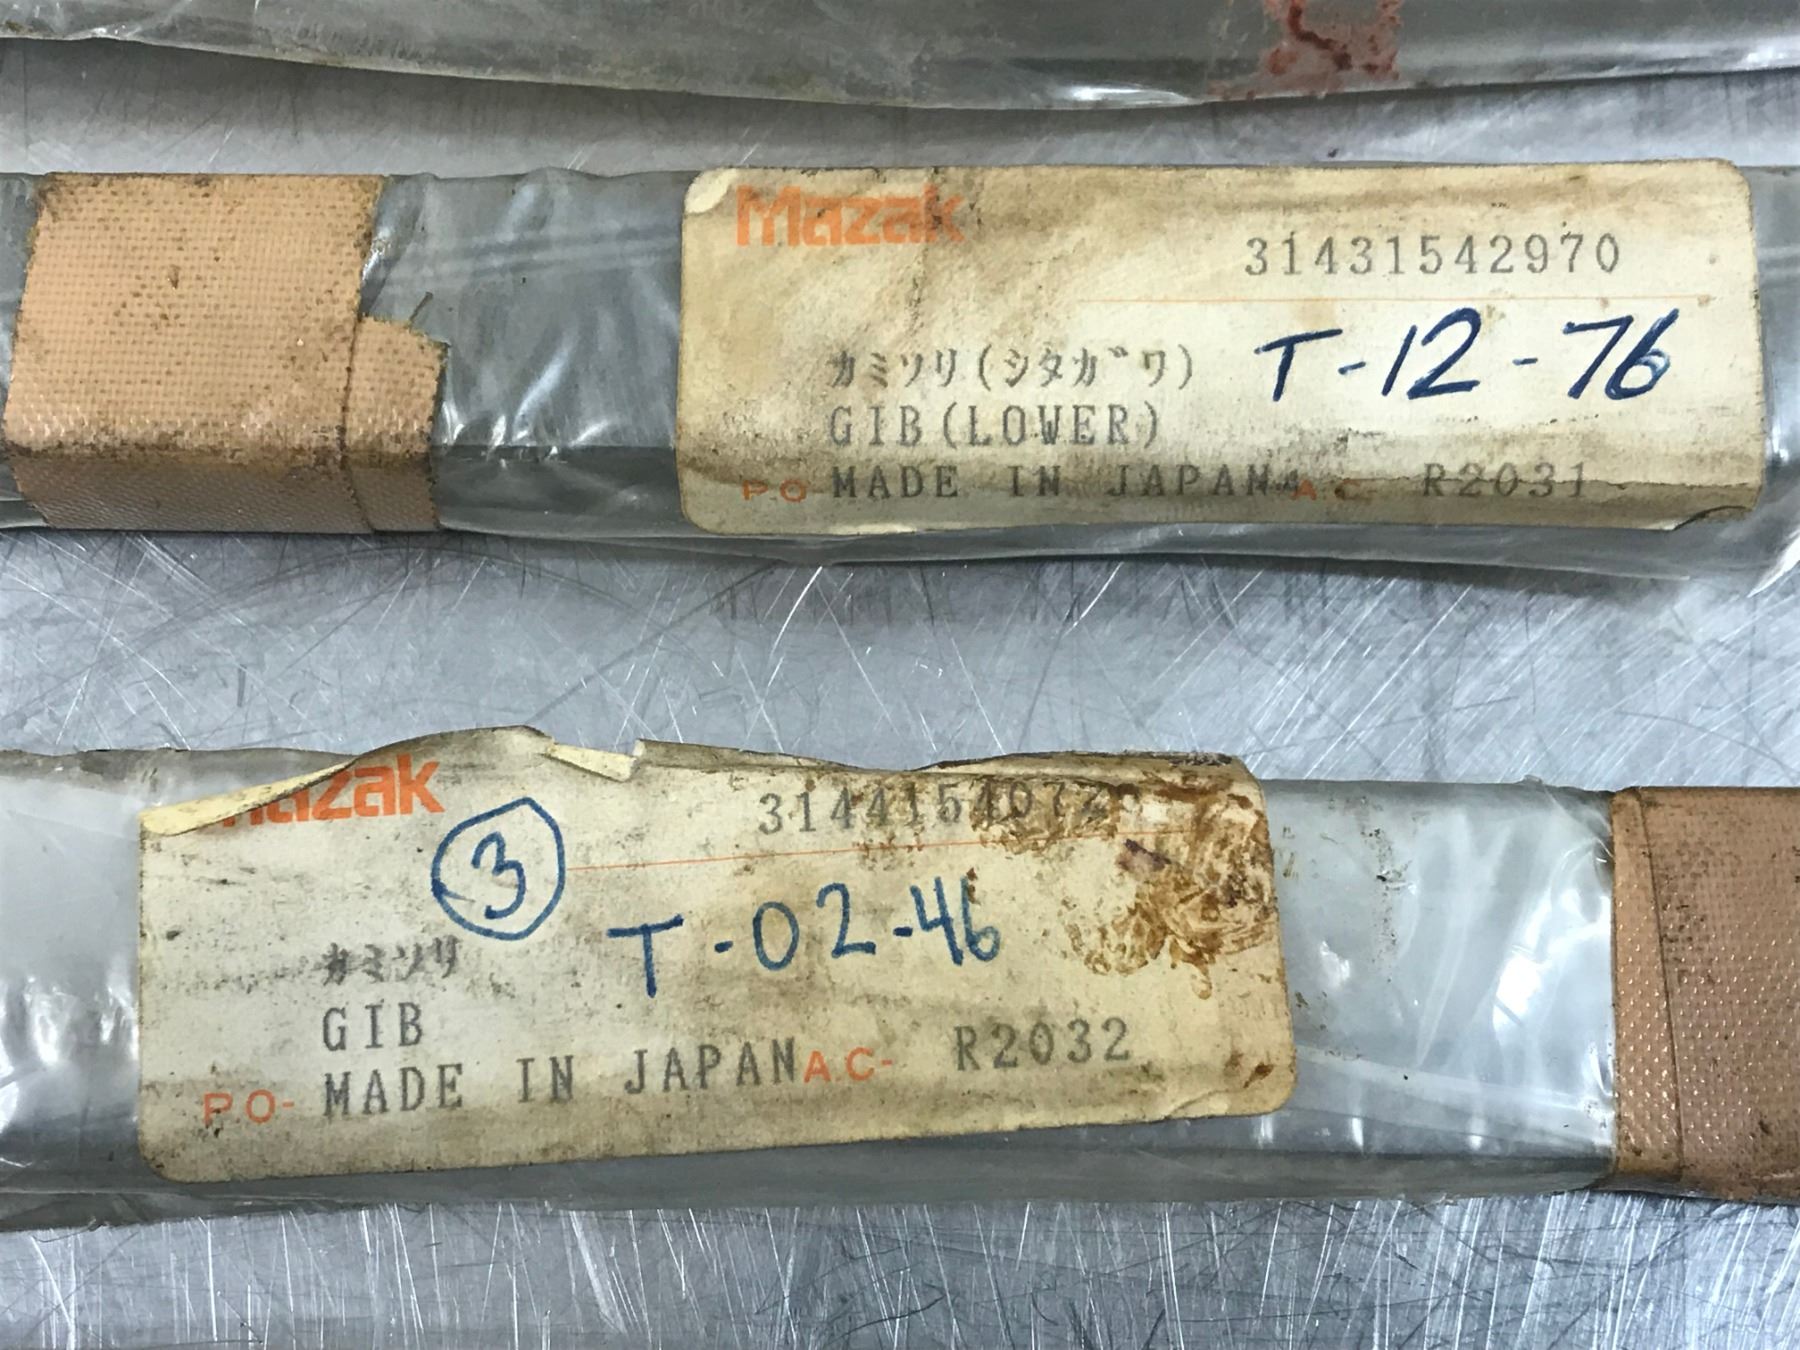 Mazak
31431542970
カミソリ(シタガワ) T-12-76
GIB(LOWER)
P.O- MADE IN JAPAN A.C- R2031
Mazak
3
T-02-46
カミソリ
GIB
P.O- MADE IN JAPAN A.C- R2032